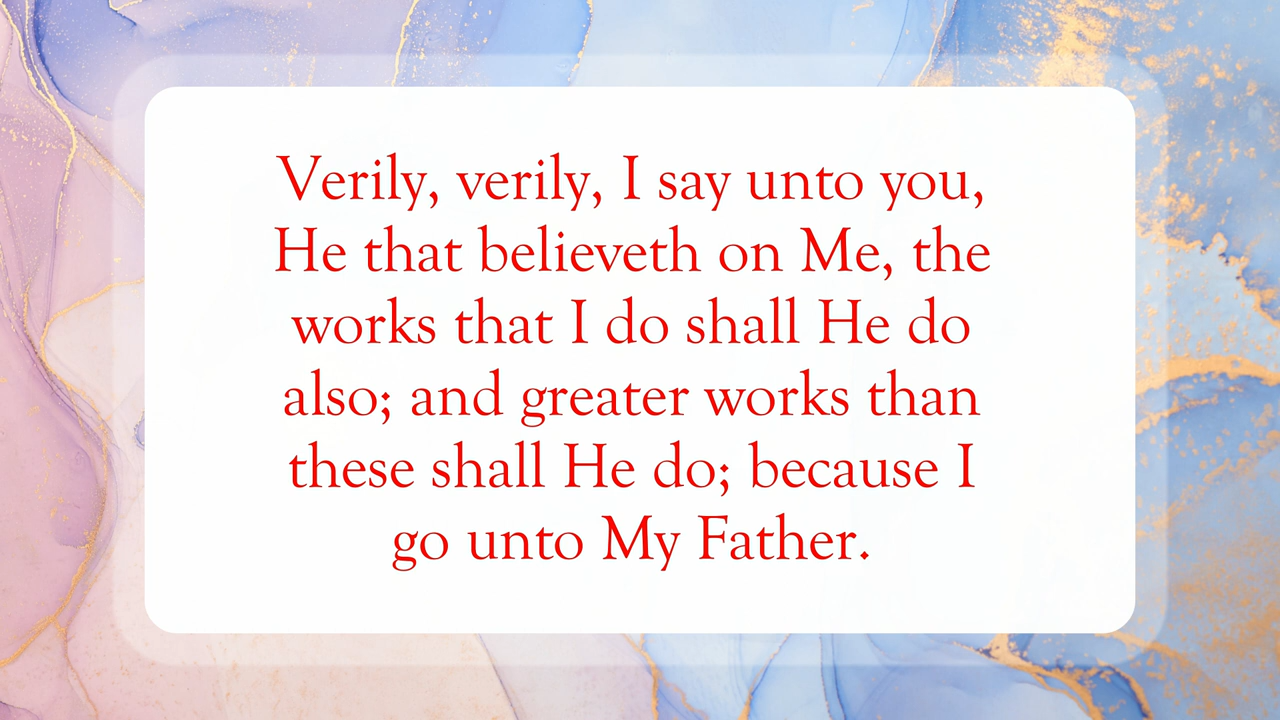 Verily, verily, I say unto you,
He that believeth on Me, the
works that I do shall He do
also; and greater works than
these shall He do; because I
go unto My Father.